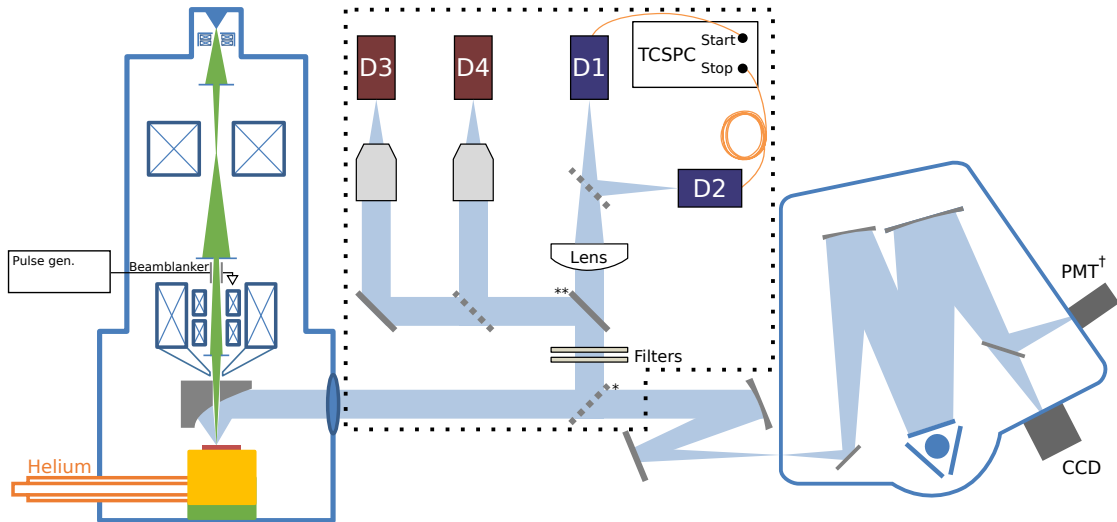 D3
D4
D1
TCSPC
Start
Stop
D2
Pulse gen.
Beamblanker
Lens
**
PMT†
Filters
*
Helium
CCD